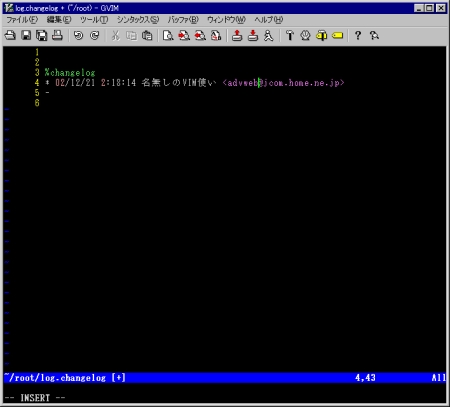 log.changelog + ("/root) - GVIM
ファイル(F) 編集(E) ツール(T) シンタックス(S) バッファ(B) ウィンドウ(W) ヘルプ(H)
1
2
3 %changelog
4 * 02/12/21 2:18:14 名無しのVIM使い <advweb@jcom.home.ne.jp>
5 -
6
~/root/log.changelog [+] 4,43 All
-- INSERT --